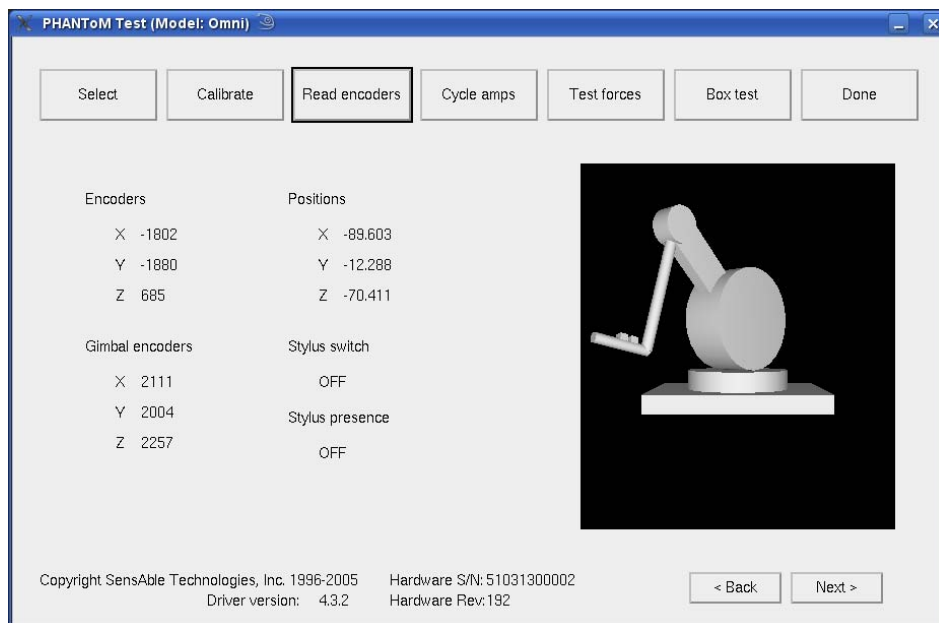 PHANToM Test (Model: Omni)
Select Calibrate Read encoders Cycle amps Test forces Box test Done
Encoders Positions
X -1802 X -89.603
Y -1880 Y -12.288
Z 685 Z -70.411
Gimbal encoders Stylus switch
X 2111 OFF
Y 2004 Stylus presence
Z 2257 OFF
Copyright SensAble Technologies, Inc. 1996-2005 Hardware S/N: 51031300002
Driver version: 4.3.2 Hardware Rev:192
< Back Next >